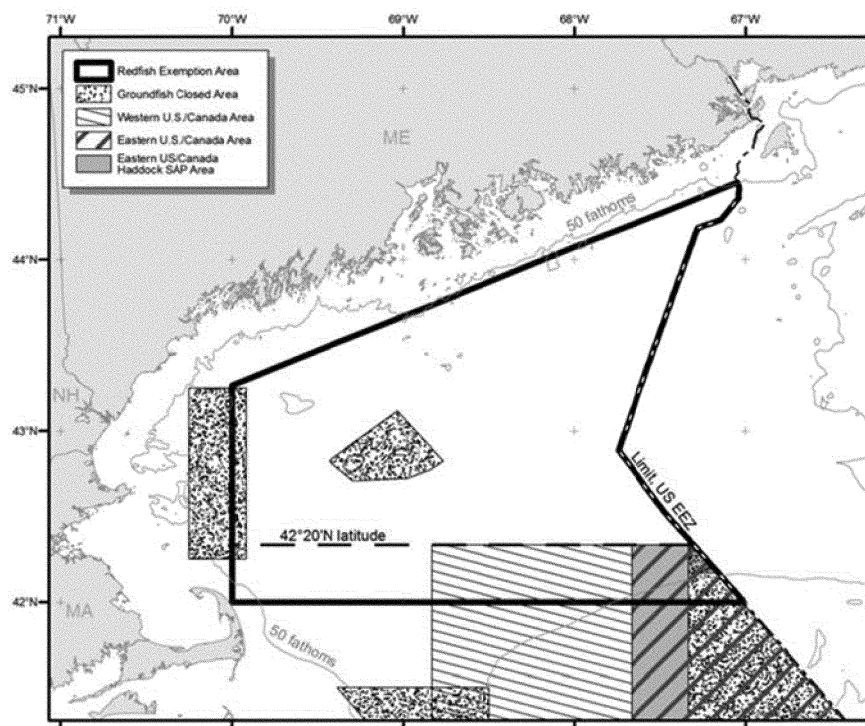 71°W
70°W
69°W
68°W
67°W
45°N
44°N
43°N
42°N
Redfish Exemption Area
Groundfish Closed Area
Western U.S./Canada Area
Eastern U.S./Canada Area
Eastern US/Canada
Haddock SAP Area
ME
50 fathoms
NH
Limit, US EEZ
42°20'N latitude
MA
50 fathoms